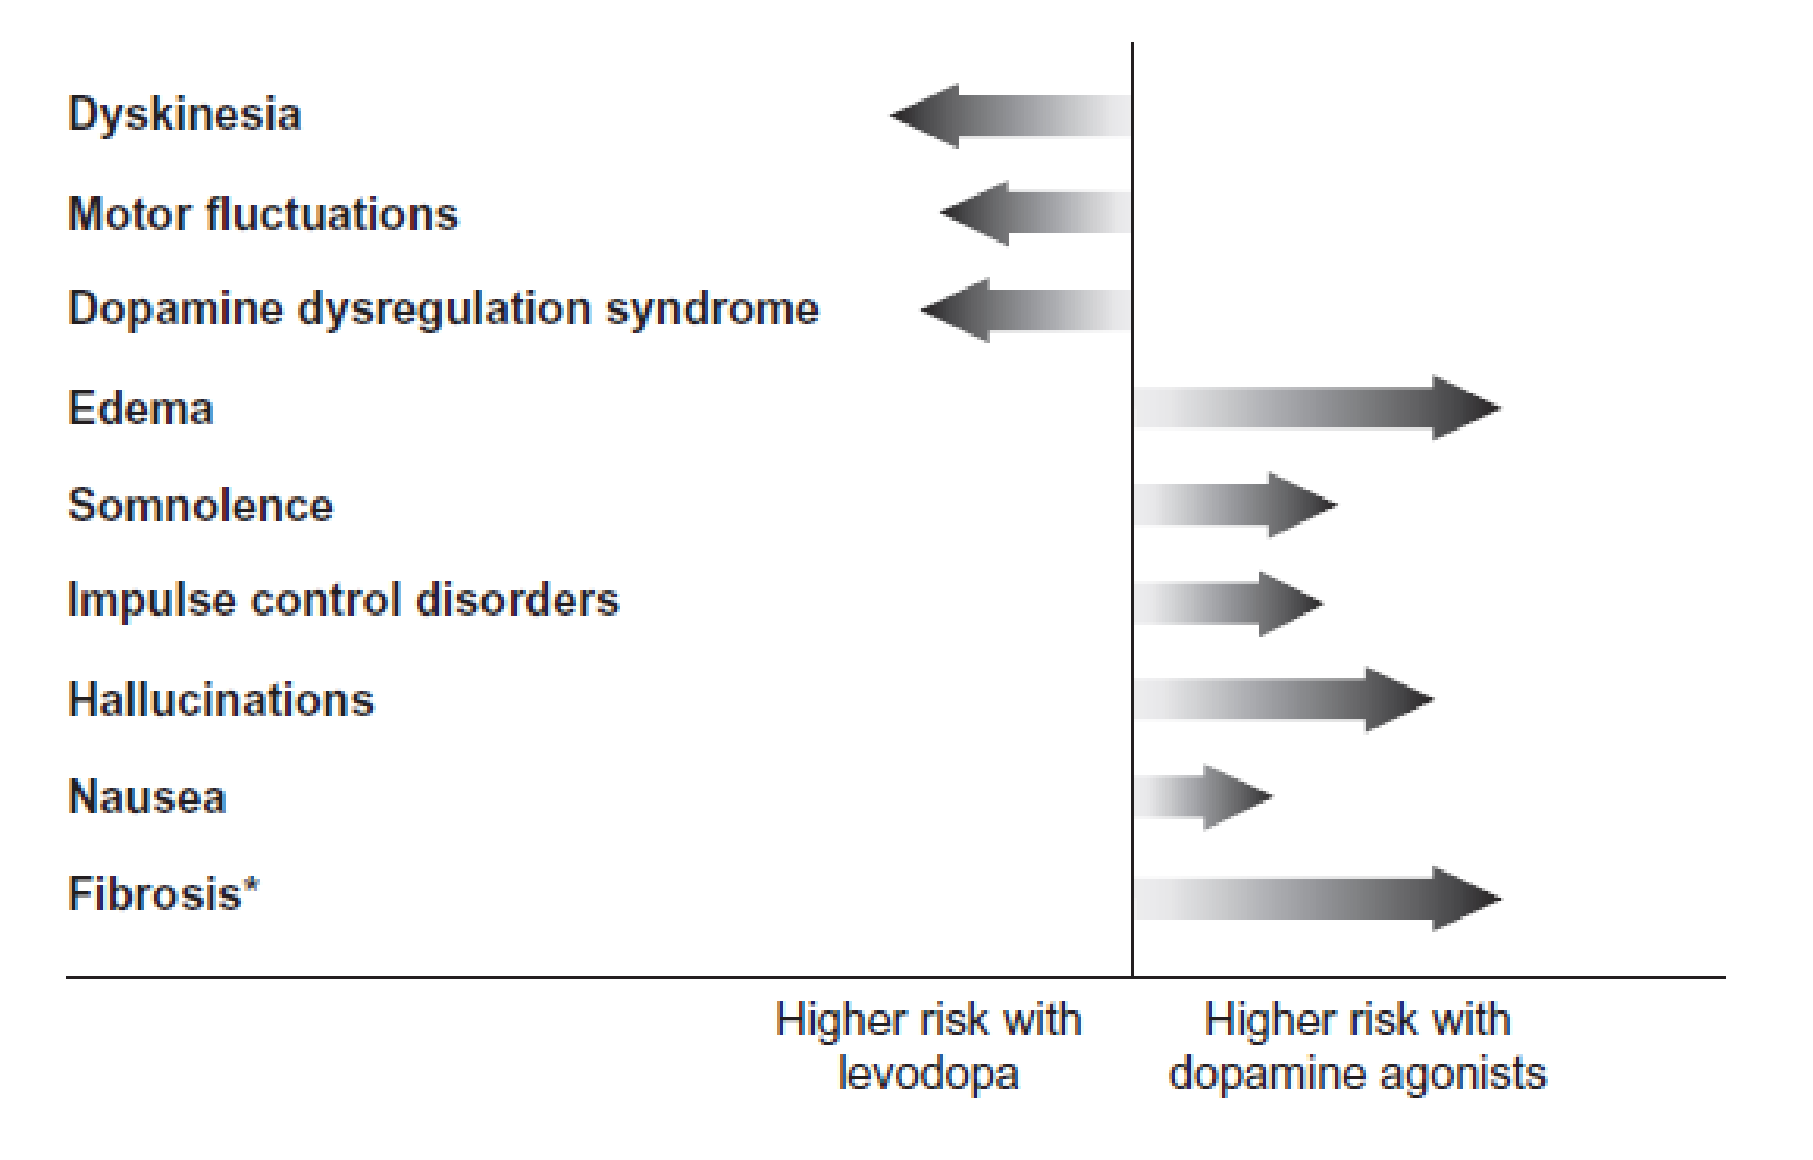 Dyskinesia
Motor fluctuations
Dopamine dysregulation syndrome
Edema
Somnolence
Impulse control disorders
Hallucinations
Nausea
Fibrosis*
Higher risk with
levodopa
Higher risk with
dopamine agonists